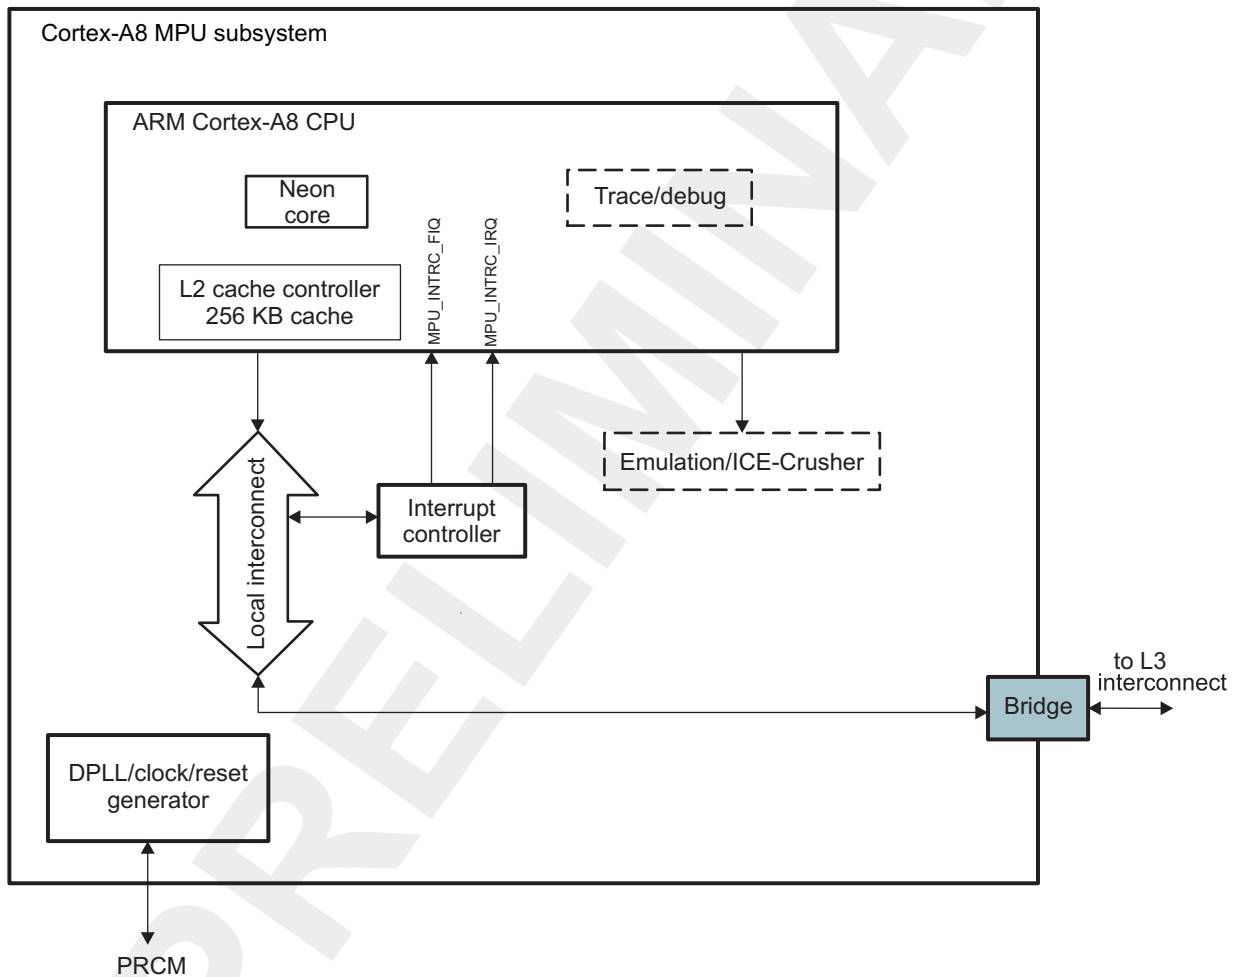 Cortex-A8 MPU subsystem
ARM Cortex-A8 CPU
Neon
core
Trace/debug
L2 cache controller
256 KB cache
MPU_INTRC_FIQ
MPU_INTRC_IRQ
Emulation/ICE-Crusher
Local interconnect
Interrupt
controller
to L3
interconnect
Bridge
DPLL/clock/reset
generator
PRCM
PRELIMINA